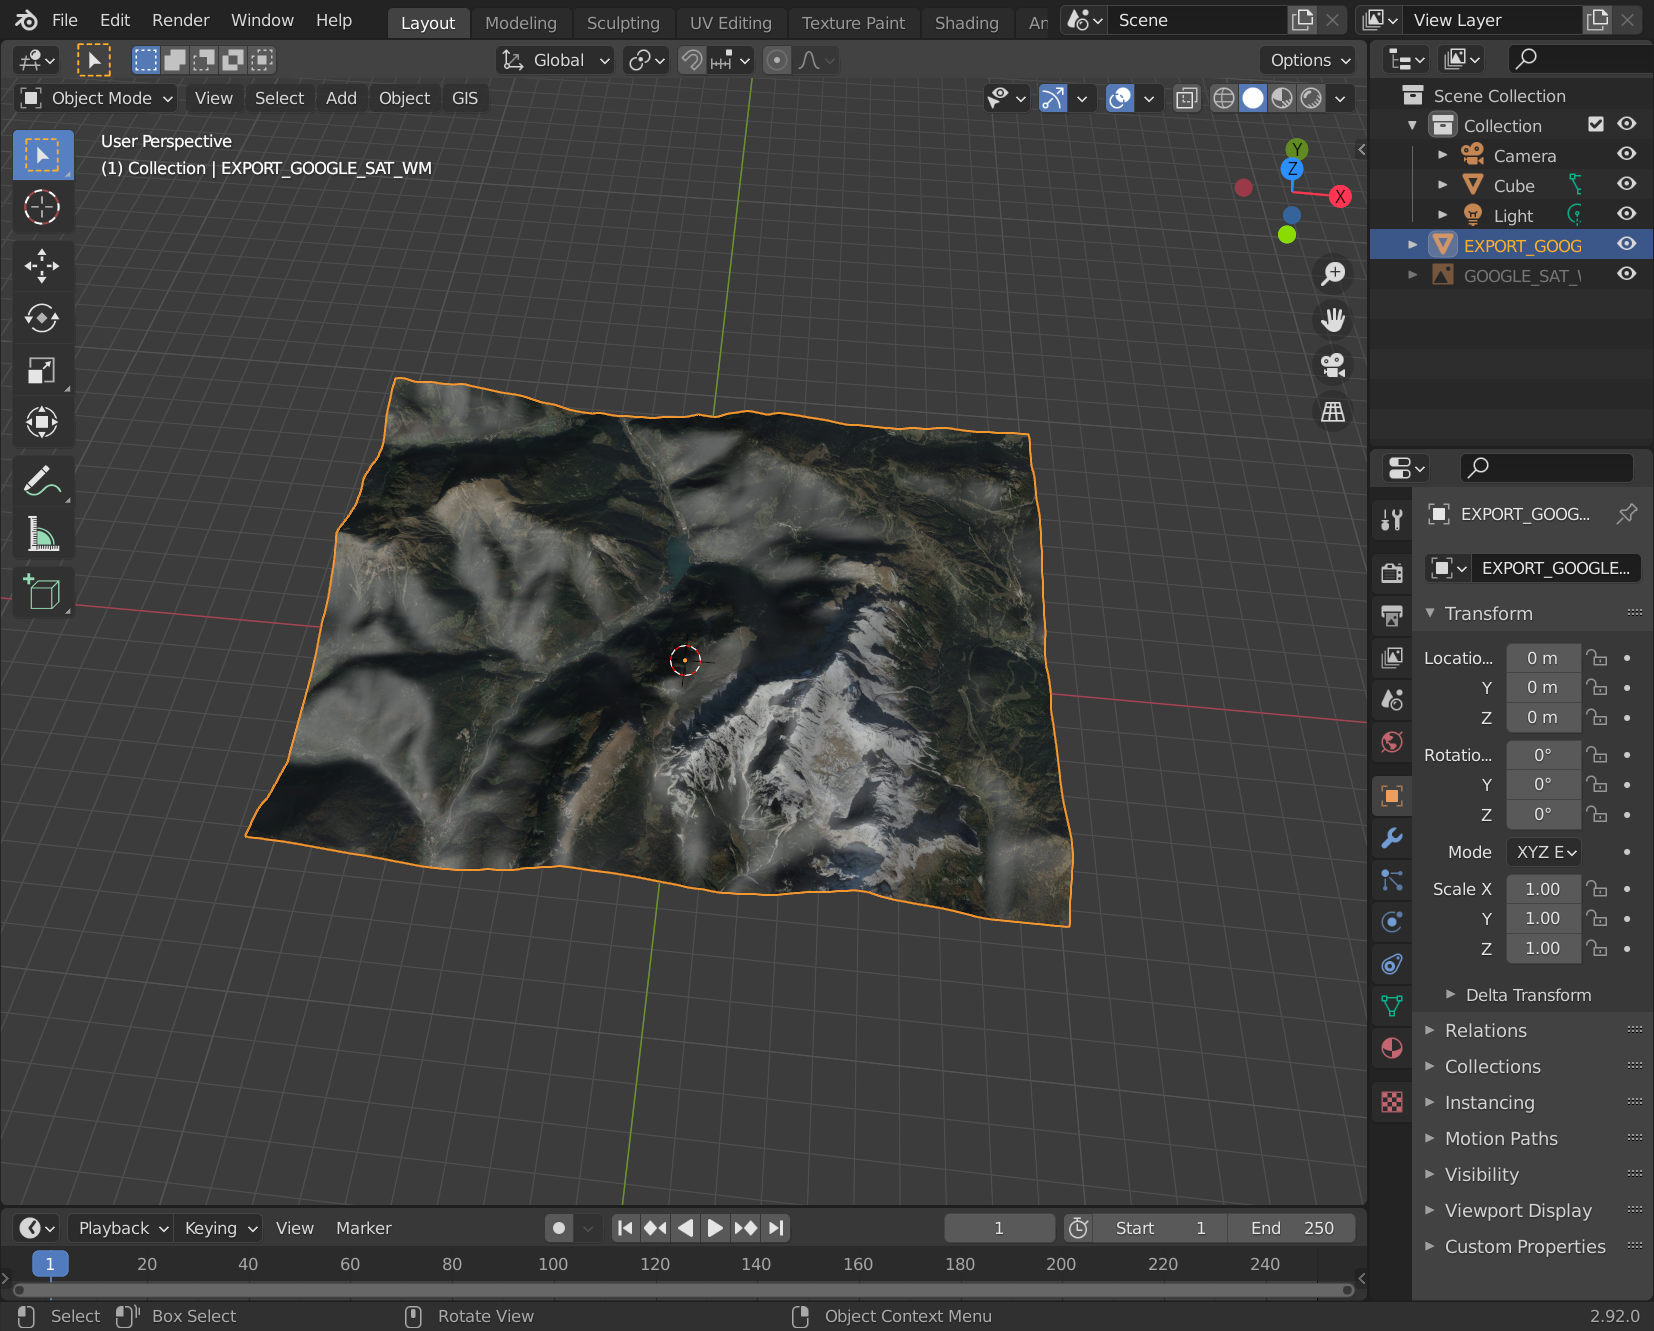 File Edit Render Window Help Layout Modeling Sculpting UV Editing Texture Paint Shading An Scene View Layer
Global Options
Object Mode View Select Add Object GIS
User Perspective
(1) Collection | EXPORT_GOOGLE_SAT_WM
Y
Z
X
Scene Collection
Collection
Camera
Cube
Light
EXPORT_GOOG
GOOGLE_SAT_
EXPORT_GOOG...
EXPORT_GOOGLE...
Transform
Locatio... 0 m
Y 0 m
Z 0 m
Rotatio... 0°
Y 0°
Z 0°
Mode XYZ E
Scale X 1.00
Y 1.00
Z 1.00
Delta Transform
Relations
Collections
Instancing
Motion Paths
Visibility
Viewport Display
Custom Properties
Playback Keying View Marker 1 Start 1 End 250
1 20 40 60 80 100 120 140 160 180 200 220 240
Select Box Select Rotate View Object Context Menu 2.92.0